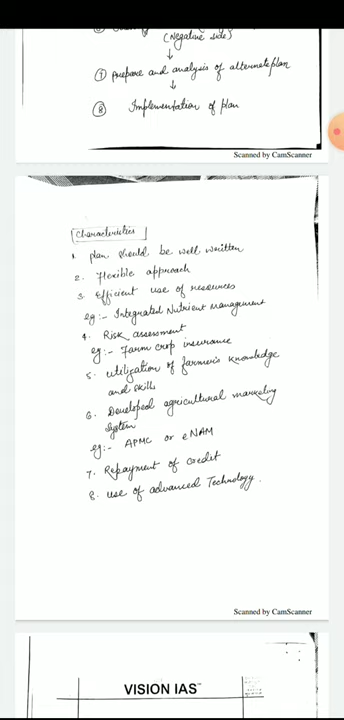 (Negative side)
↓
⑦ prepare and analysis of alternate plan
↓
⑧ Implementation of plan
Scanned by CamScanner
Characteristics
1. plan should be well written
2. Flexible approach
3. Efficient use of resources
eg:- Integrated Nutrient Management
4. Risk assessment
eg:- Farm crop insurance
5. utilization of farmer's knowledge
and skills
6. Developed agricultural marketing
System
eg:- APMC or eNAM
7. Repayment of credit
8. use of advanced Technology.
Scanned by CamScanner
VISION IAS™